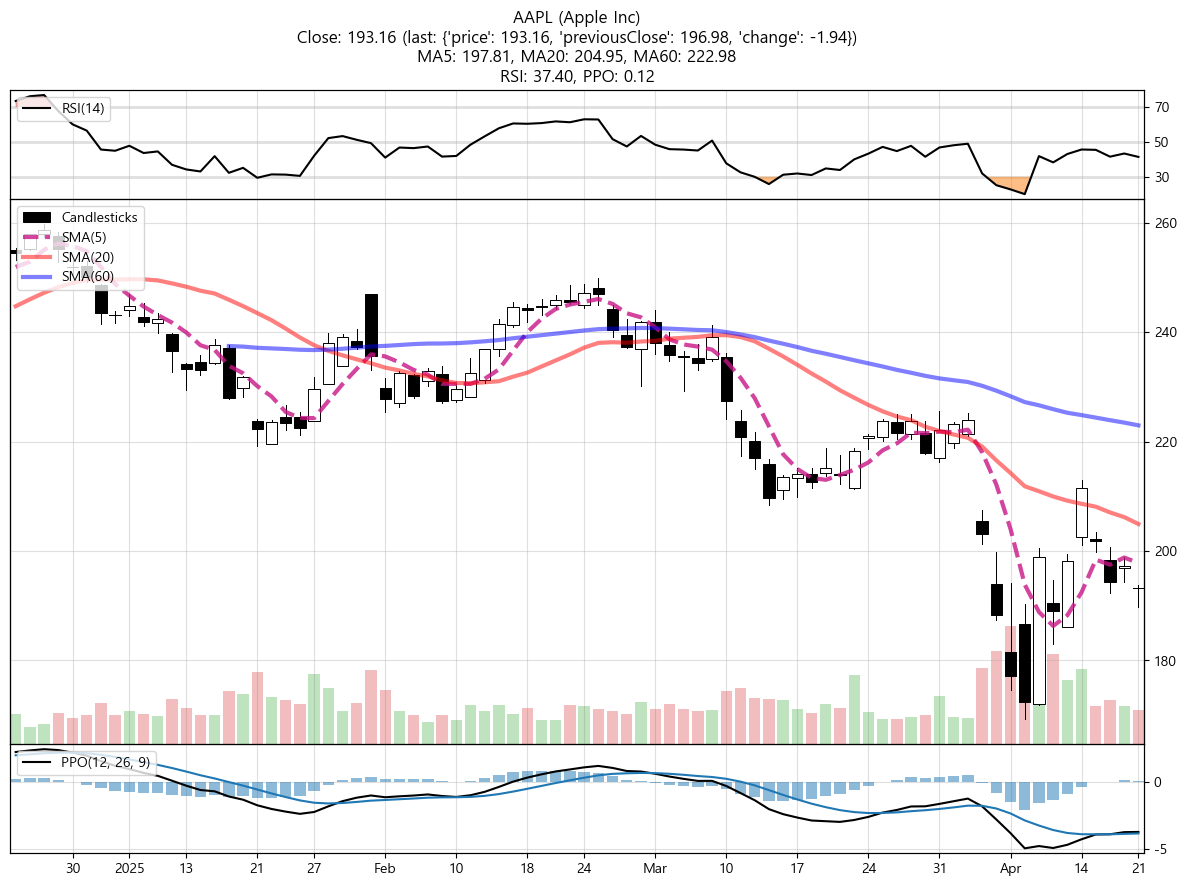 AAPL (Apple Inc)
Close: 193.16 (last: {'price': 193.16, 'previousClose': 196.98, 'change': -1.94})
MA5: 197.81, MA20: 204.95, MA60: 222.98
RSI: 37.40, PPO: 0.12
RSI(14)
70
50
30
Candlesticks
SMA(5)
SMA(20)
SMA(60)
260
240
220
200
180
PPO(12, 26, 9)
0
-5
30 2025 13 21 27 Feb 10 18 24 Mar 10 17 24 31 Apr 14 21